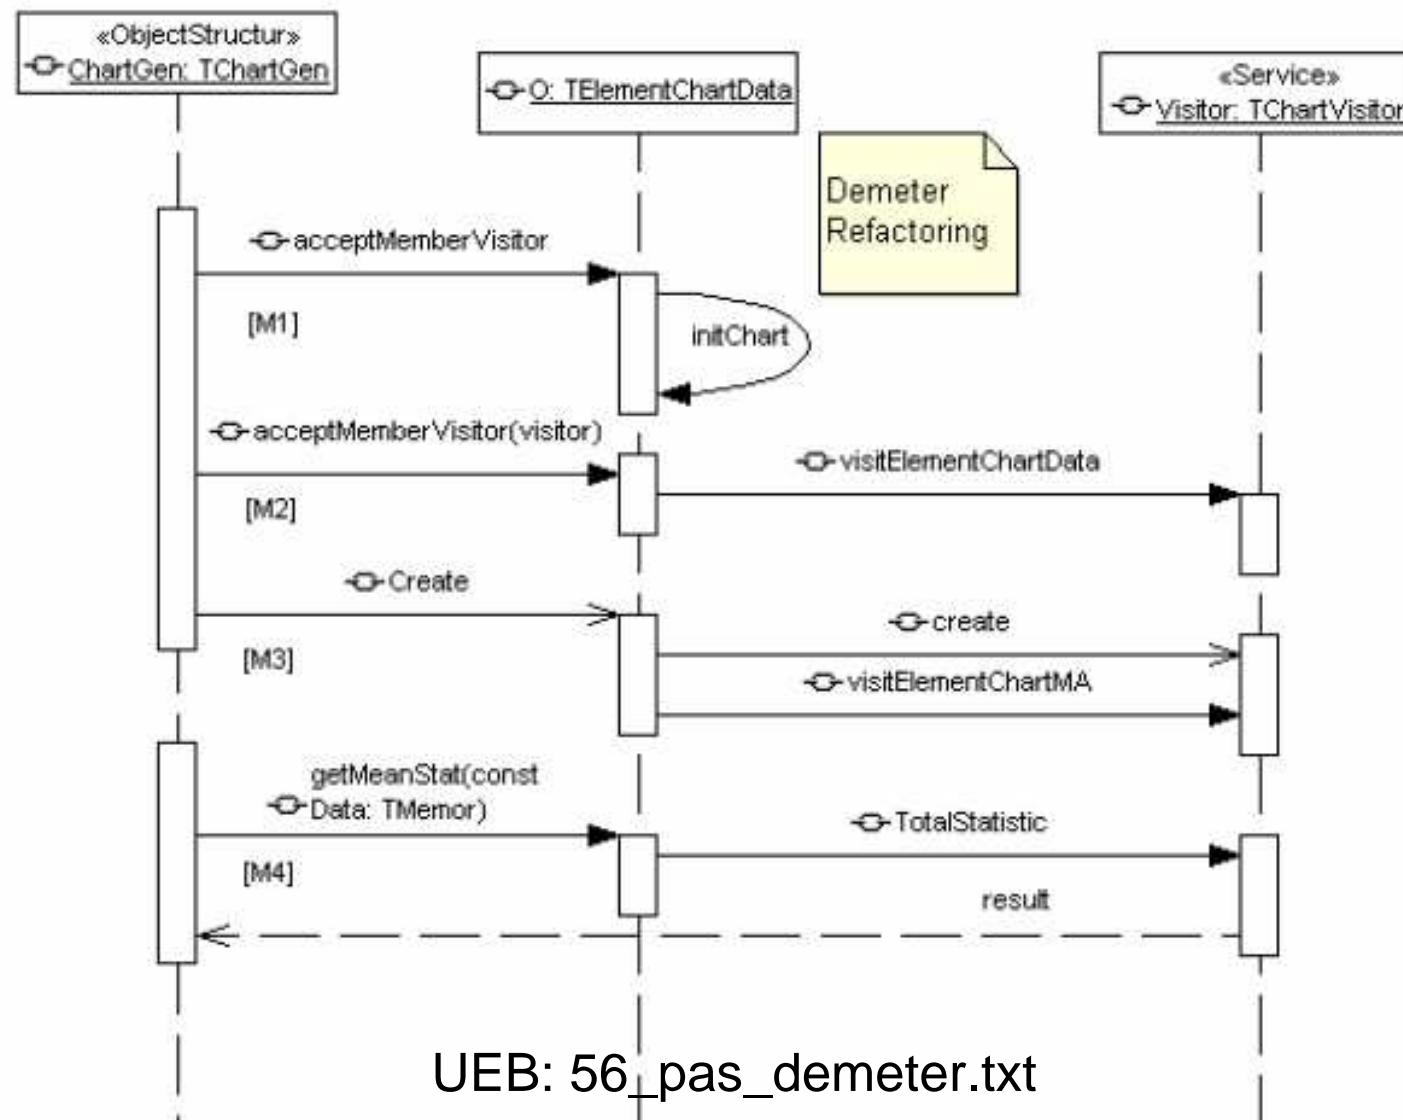 «ObjectStructur»
ChartGen: TChartGen
O: TElementChartData
«Service»
Visitor: TChartVisitor
Demeter
Refactoring
acceptMemberVisitor
[M1]
initChart
acceptMemberVisitor(visitor)
visitElementChartData
[M2]
Create
create
[M3]
visitElementChartMA
getMeanStat(const
Data: TMemor)
TotalStatistic
[M4]
result
UEB: 56_pas_demeter.txt